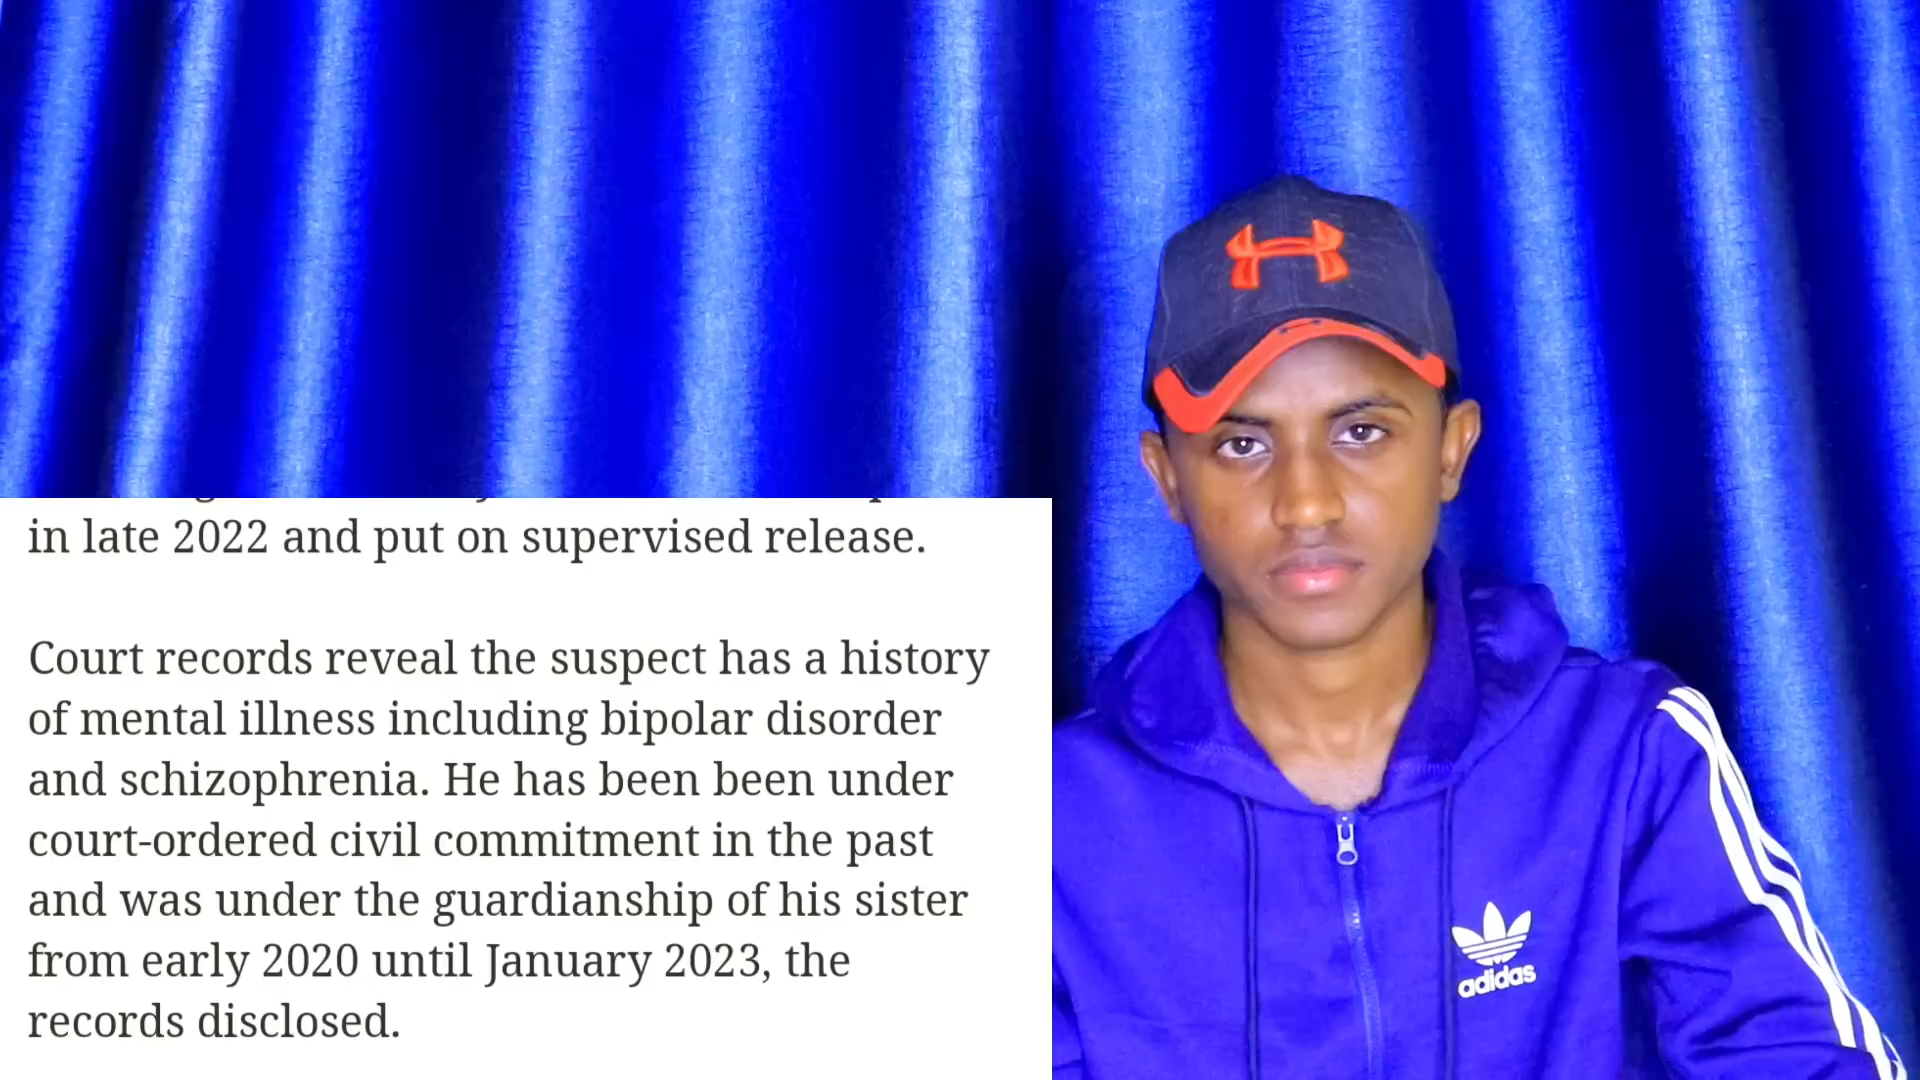 in late 2022 and put on supervised release.
Court records reveal the suspect has a history
of mental illness including bipolar disorder
and schizophrenia. He has been been under
court-ordered civil commitment in the past
and was under the guardianship of his sister
from early 2020 until January 2023, the
records disclosed.
adidas